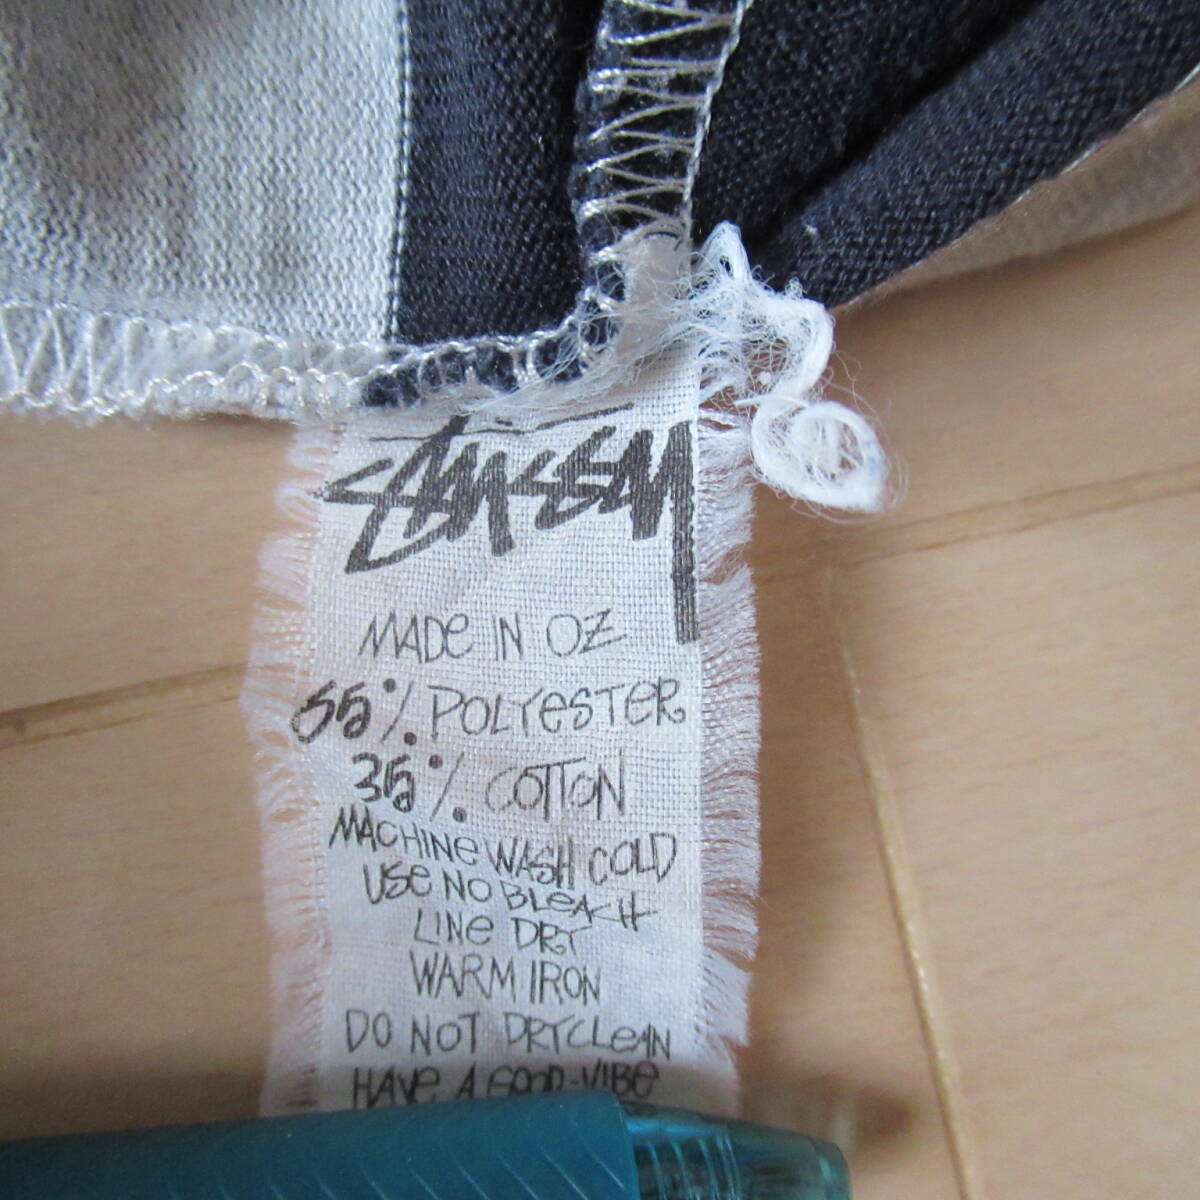 STÜSSY
MADE IN OZ
65% POLYESTER
35% COTTON
MACHINE WASH COLD
USE NO BLEACH
LINE DRY
WARM IRON
DO NOT DRYCLEAN
HAVE A GOOD VIBE